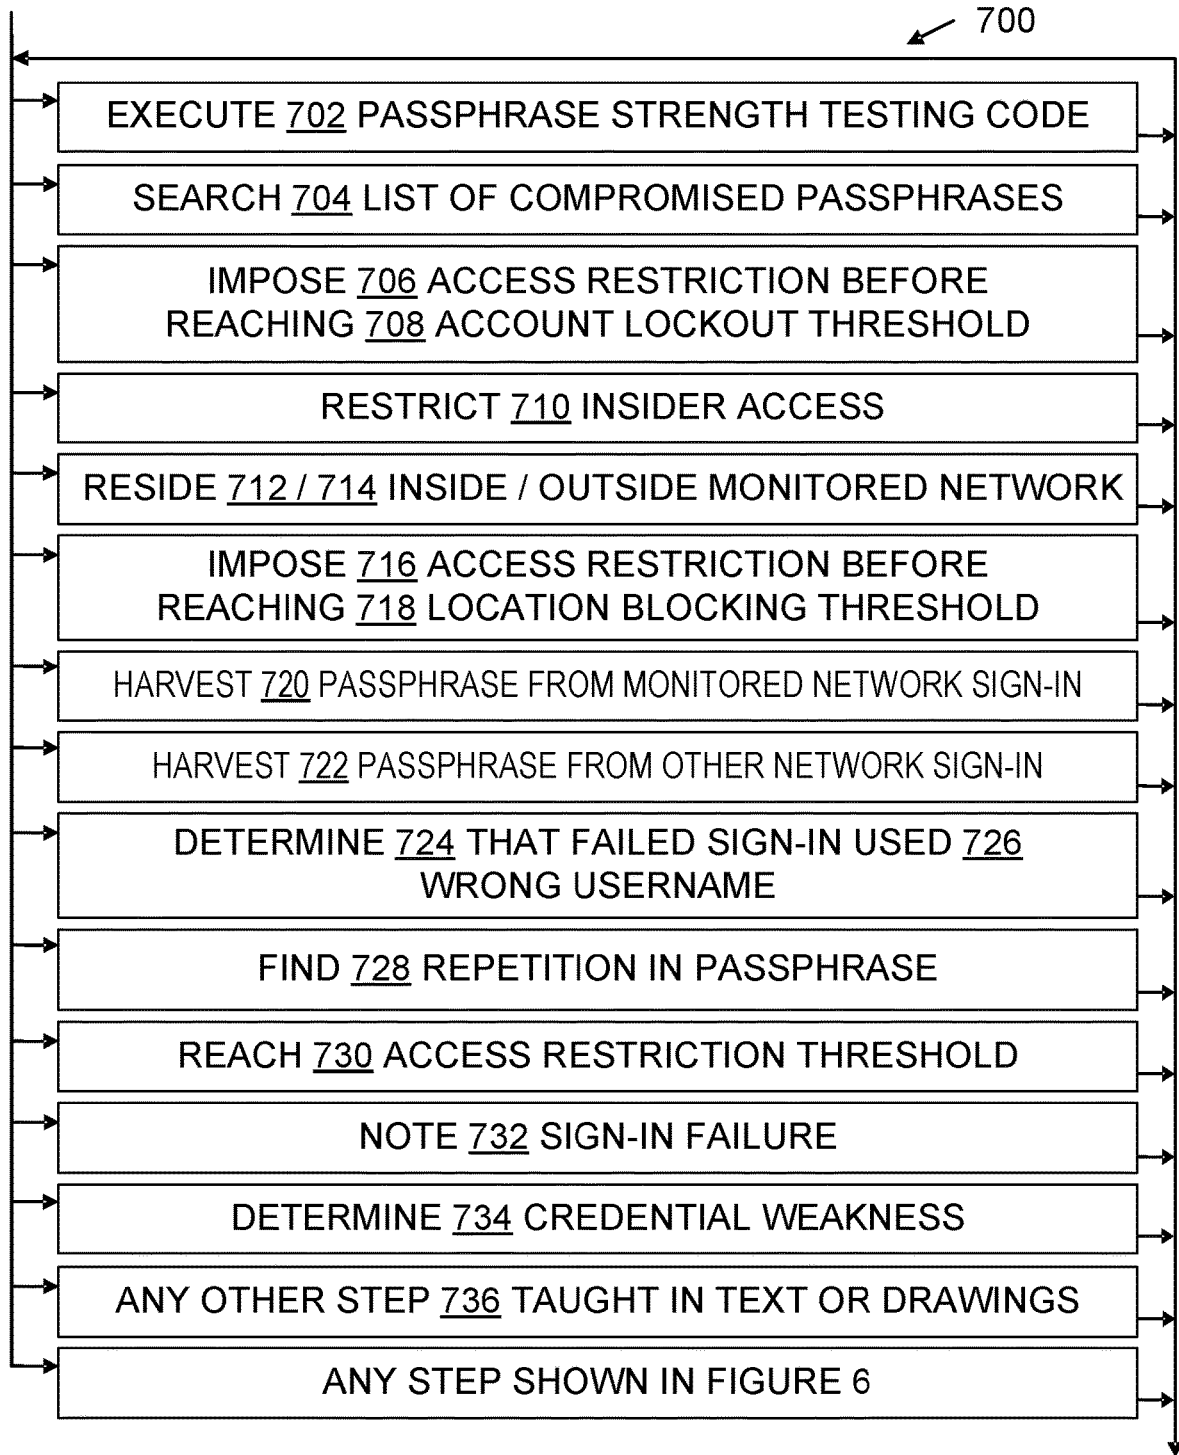 700
EXECUTE 702 PASSPHRASE STRENGTH TESTING CODE
SEARCH 704 LIST OF COMPROMISED PASSPHRASES
IMPOSE 706 ACCESS RESTRICTION BEFORE
REACHING 708 ACCOUNT LOCKOUT THRESHOLD
RESTRICT 710 INSIDER ACCESS
RESIDE 712 / 714 INSIDE / OUTSIDE MONITORED NETWORK
IMPOSE 716 ACCESS RESTRICTION BEFORE
REACHING 718 LOCATION BLOCKING THRESHOLD
HARVEST 720 PASSPHRASE FROM MONITORED NETWORK SIGN-IN
HARVEST 722 PASSPHRASE FROM OTHER NETWORK SIGN-IN
DETERMINE 724 THAT FAILED SIGN-IN USED 726
WRONG USERNAME
FIND 728 REPETITION IN PASSPHRASE
REACH 730 ACCESS RESTRICTION THRESHOLD
NOTE 732 SIGN-IN FAILURE
DETERMINE 734 CREDENTIAL WEAKNESS
ANY OTHER STEP 736 TAUGHT IN TEXT OR DRAWINGS
ANY STEP SHOWN IN FIGURE 6